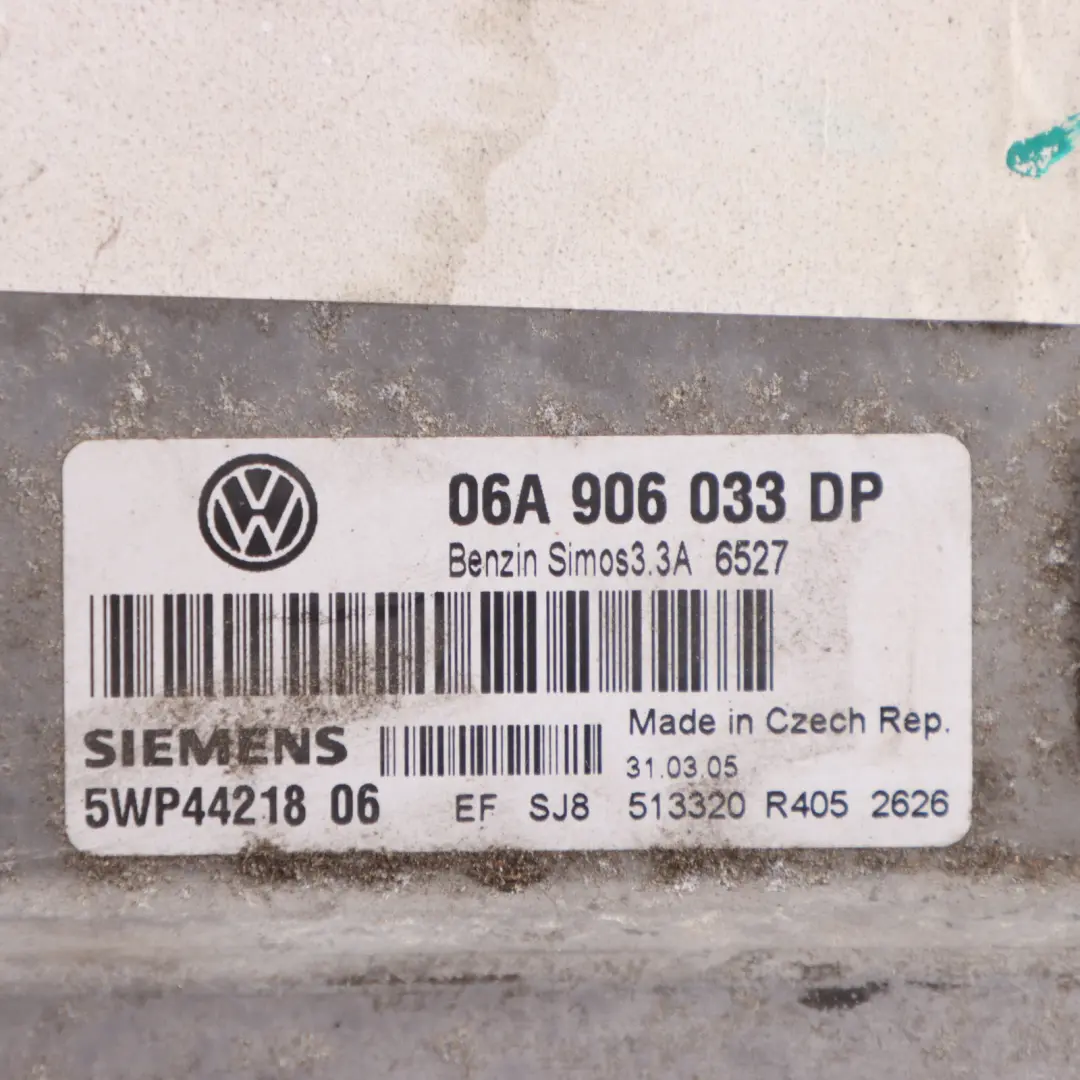 06A 906 033 DP
Benzin Simos3.3A 6527
SIEMENS
Made in Czech Rep.
31.03.05
5WP44218 06
EF SJ8 513320 R405 2626